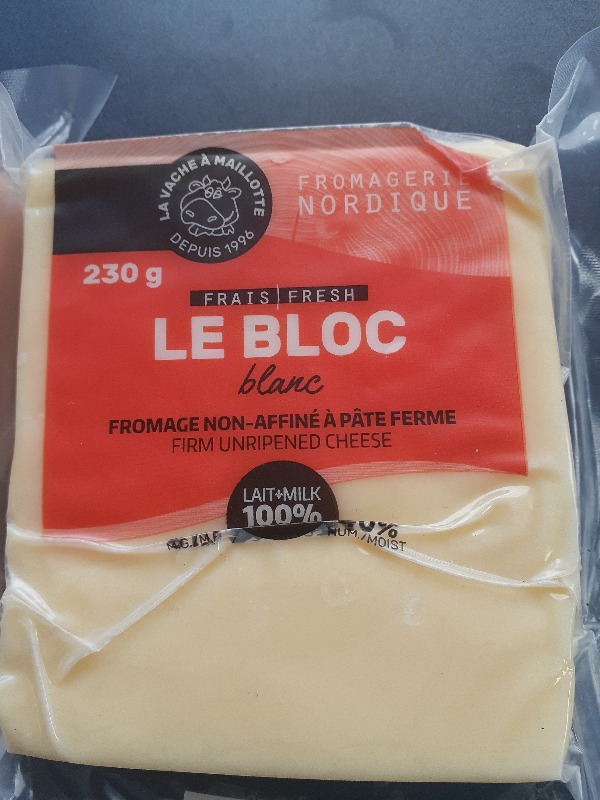 LA VACHE À MAILLOTTE
DEPUIS 1996
FROMAGERIE
NORDIQUE
230 g
FRAIS | FRESH
LE BLOC
blanc
FROMAGE NON-AFFINÉ À PÂTE FERME
FIRM UNRIPENED CHEESE
LAIT+MILK
100%
HUM./MOIST